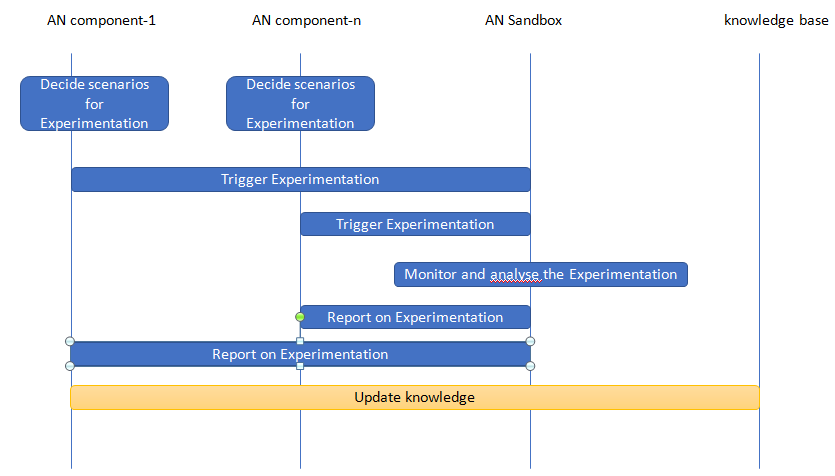 AN component-1 AN component-n AN Sandbox knowledge base
Decide scenarios
for
Experimentation
Decide scenarios
for
Experimentation
Trigger Experimentation
Trigger Experimentation
Monitor and analyse the Experimentation
Report on Experimentation
Report on Experimentation
Update knowledge